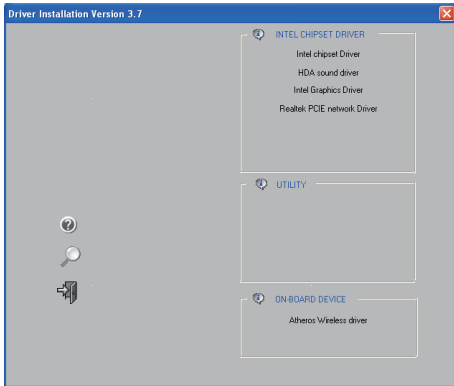 Driver Installation Version 3.7
INTEL CHIPSET DRIVER
Intel chipset Driver
HDA sound driver
Intel Graphics Driver
Realtek PCIE network Driver
UTILITY
ON-BOARD DEVICE
Atheros Wireless driver